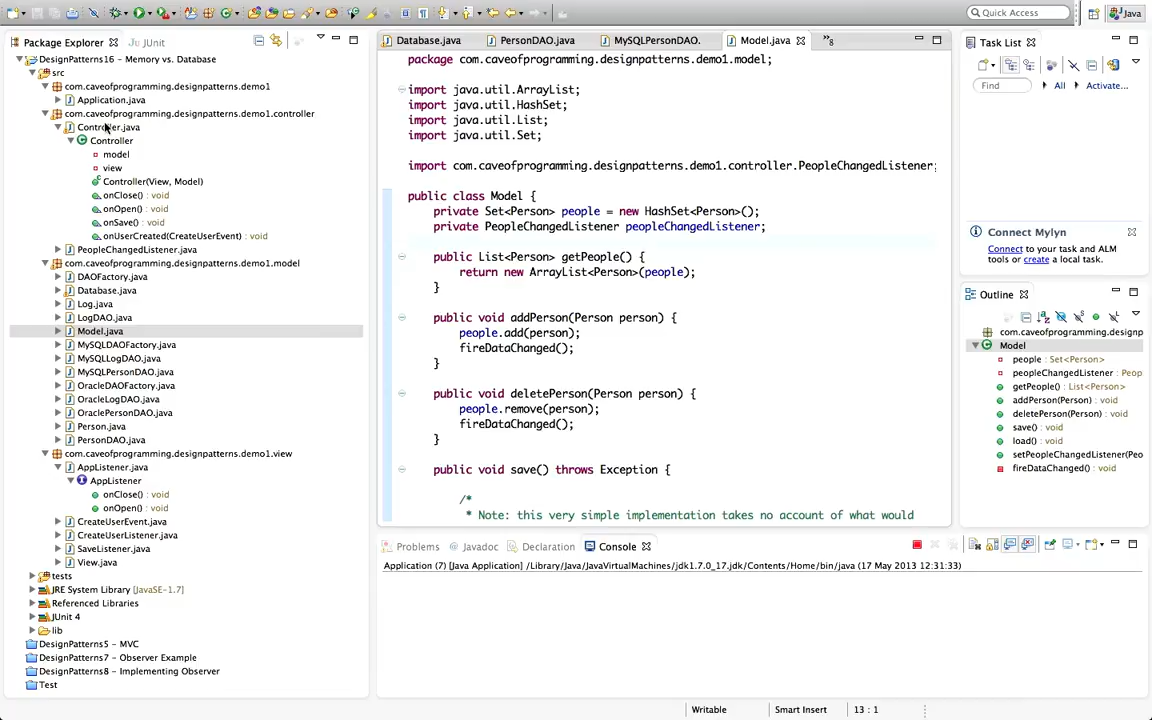 Quick Access
Java
Package Explorer
JUnit
DesignPatterns16 - Memory vs. Database
src
com.caveofprogramming.designpatterns.demo1
Application.java
com.caveofprogramming.designpatterns.demo1.controller
Controller.java
Controller
model
view
Controller(View, Model)
onClose() : void
onOpen() : void
onSave() : void
onUserCreated(CreateUserEvent) : void
PeopleChangedListener.java
com.caveofprogramming.designpatterns.demo1.model
DAOFactory.java
Database.java
Log.java
LogDAO.java
Model.java
MySQLDAOFactory.java
MySQLLogDAO.java
MySQLPersonDAO.java
OracleDAOFactory.java
OracleLogDAO.java
OraclePersonDAO.java
Person.java
PersonDAO.java
com.caveofprogramming.designpatterns.demo1.view
AppListener.java
AppListener
onClose() : void
onOpen() : void
CreateUserEvent.java
CreateUserListener.java
SaveListener.java
View.java
tests
JRE System Library [JavaSE-1.7]
Referenced Libraries
JUnit 4
lib
DesignPatterns5 - MVC
DesignPatterns7 - Observer Example
DesignPatterns8 - Implementing Observer
Test
Database.java
PersonDAO.java
MySQLPersonDAO.
Model.java
»8
package com.caveofprogramming.designpatterns.demo1.model;
import java.util.ArrayList;
import java.util.HashSet;
import java.util.List;
import java.util.Set;
import com.caveofprogramming.designpatterns.demo1.controller.PeopleChangedListener;
public class Model {
private Set<Person> people = new HashSet<Person>();
private PeopleChangedListener peopleChangedListener;
public List<Person> getPeople() {
return new ArrayList<Person>(people);
}
public void addPerson(Person person) {
people.add(person);
fireDataChanged();
}
public void deletePerson(Person person) {
people.remove(person);
fireDataChanged();
}
public void save() throws Exception {
/*
* Note: this very simple implementation takes no account of what would
Problems
Javadoc
Declaration
Console
Application (7) [Java Application] /Library/Java/JavaVirtualMachines/jdk1.7.0_17.jdk/Contents/Home/bin/java (17 May 2013 12:31:33)
Task List
Find
All
Activate...
Connect Mylyn
Connect to your task and ALM
tools or create a local task.
Outline
com.caveofprogramming.designp
Model
people : Set<Person>
peopleChangedListener : Peop
getPeople() : List<Person>
addPerson(Person) : void
deletePerson(Person) : void
save() : void
load() : void
setPeopleChangedListener(Peo
fireDataChanged() : void
Writable
Smart Insert
13 : 1